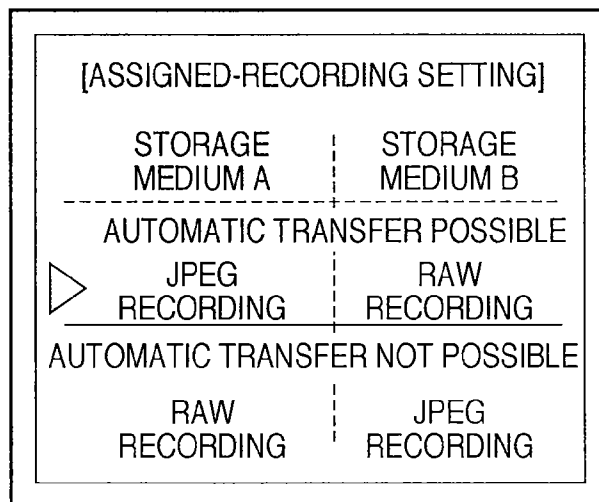 [ASSIGNED-RECORDING SETTING]
STORAGE STORAGE
MEDIUM A MEDIUM B
AUTOMATIC TRANSFER POSSIBLE
JPEG RAW
RECORDING RECORDING
AUTOMATIC TRANSFER NOT POSSIBLE
RAW JPEG
RECORDING RECORDING